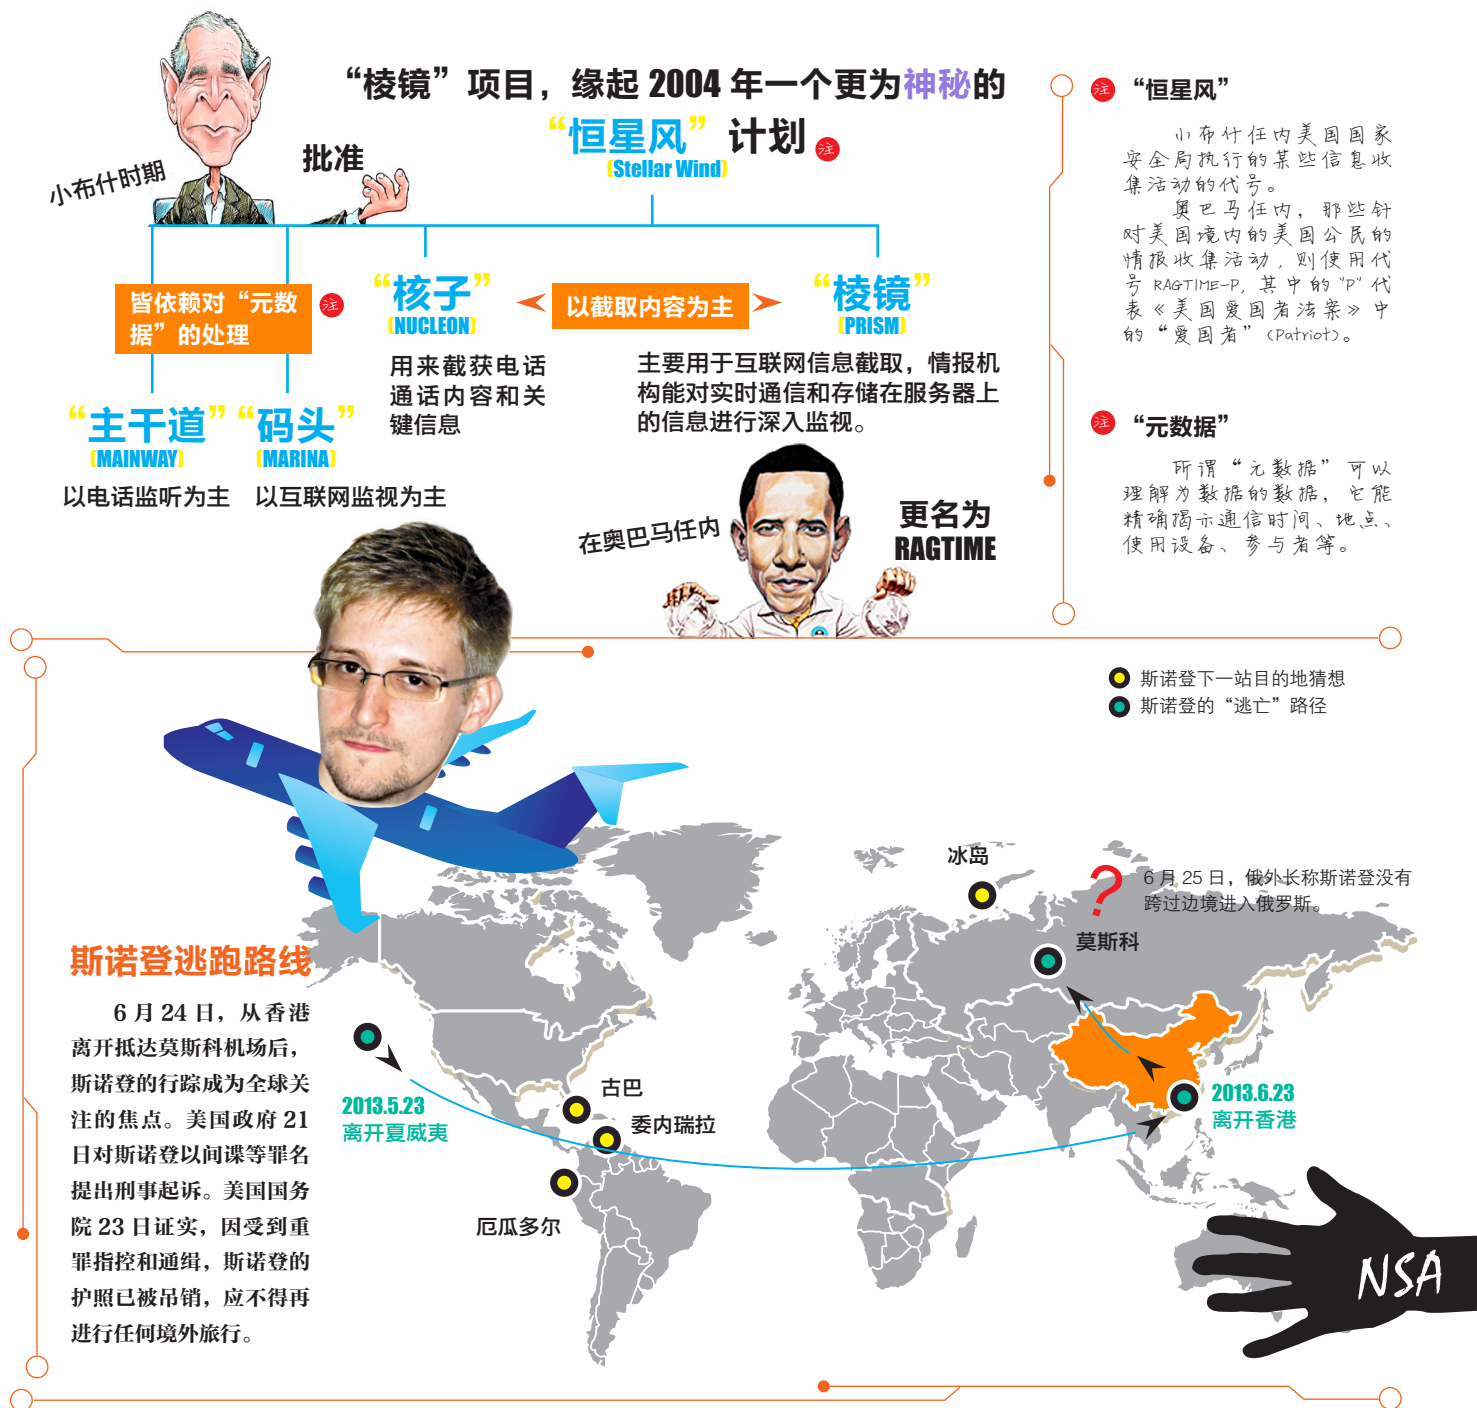 “棱镜”项目，缘起 2004 年一个更为神秘的
“恒星风”计划 注
(Stellar Wind)
小布什时期
批准
皆依赖对“元数
据”的处理
注
“核子”
(NUCLEON)
用来截获电话
通话内容和关
键信息
以截取内容为主
“棱镜”
(PRISM)
主要用于互联网信息截取，情报机
构能对实时通信和存储在服务器上
的信息进行深入监视。
“主干道”
(MAINWAY)
以电话监听为主
“码头”
(MARINA)
以互联网监视为主
在奥巴马任内
更名为
RAGTIME
注 “恒星风”
小布什任内美国国家
安全局执行的某些信息收
集活动的代号。
奥巴马任内，那些针
对美国境内的美国公民的
情报收集活动，则使用代
号 RAGTIME-P，其中的“P”代
表《美国爱国者法案》中
的“爱国者”（Patriot）。
注 “元数据”
所谓“元数据”可以
理解为数据的数据，它能
精确揭示通信时间、地点、
使用设备、参与者等。
斯诺登下一站目的地猜想
斯诺登的“逃亡”路径
冰岛
?
6 月 25 日，俄外长称斯诺登没有
跨过边境进入俄罗斯。
莫斯科
斯诺登逃跑路线
6 月 24 日，从香港
离开抵达莫斯科机场后，
斯诺登的行踪成为全球关
注的焦点。美国政府 21
日对斯诺登以间谍等罪名
提出刑事起诉。美国国务
院 23 日证实，因受到重
罪指控和通缉，斯诺登的
护照已被吊销，应不得再
进行任何境外旅行。
2013.5.23
离开夏威夷
古巴
委内瑞拉
厄瓜多尔
2013.6.23
离开香港
NSA